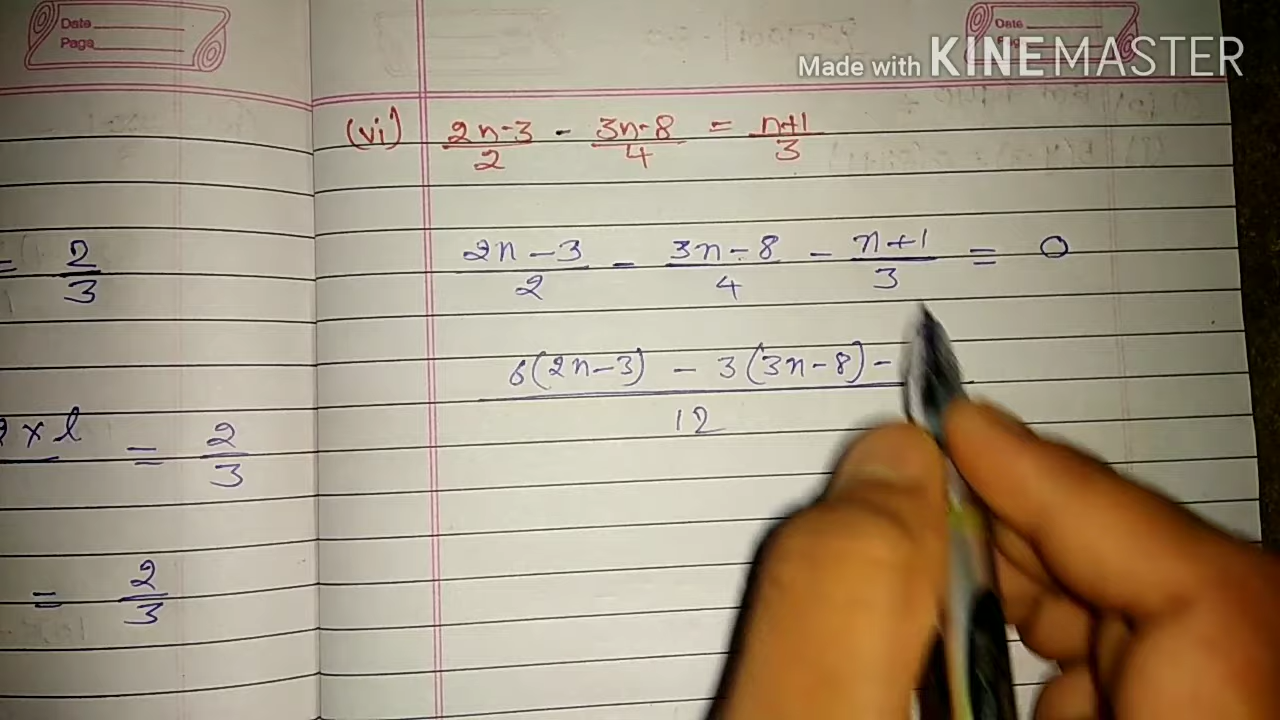 Date
Page
Date
Made with KINEMASTER
(vi) 2n-3/2 - 3n-8/4 = n+1/3
2n-3/2 - 3n-8/4 - n+1/3 = 0
= 2/3
6(2n-3) - 3(3n-8) -
12
x l = 2/3
= 2/3